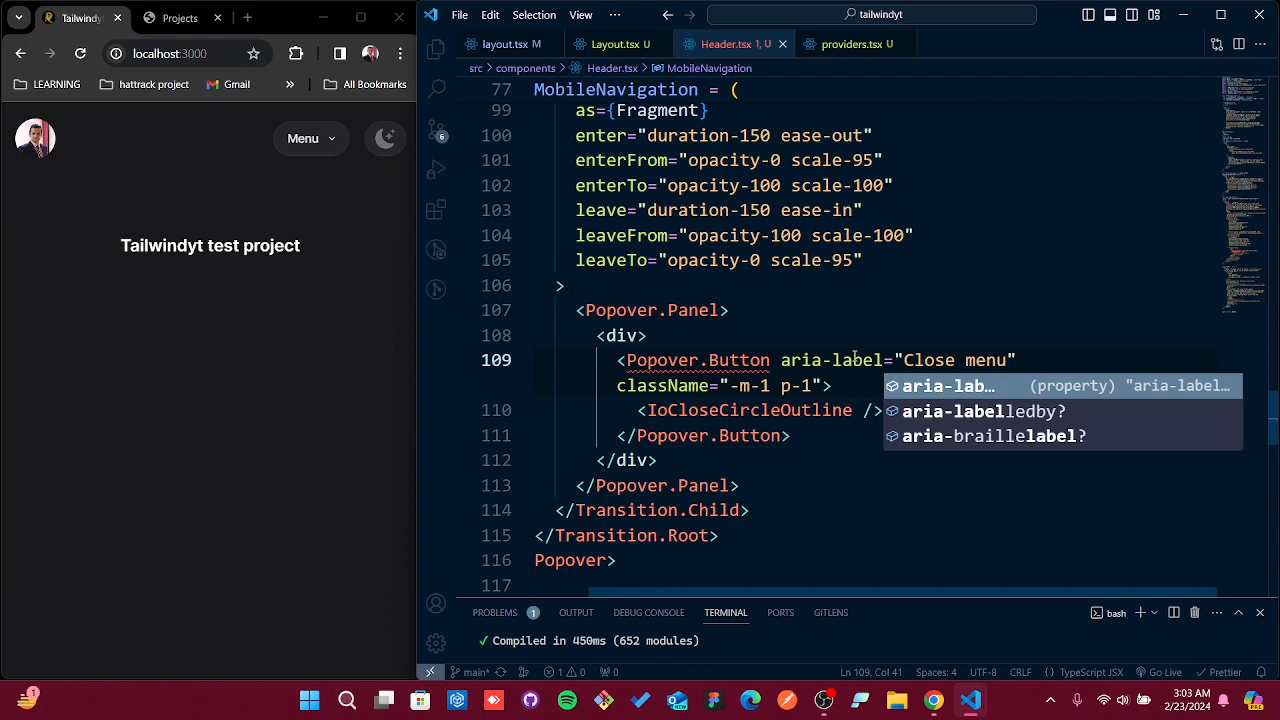 Tailwindy
Projects
File Edit Selection View ...
tailwindyt
localhost:3000
LEARNING hattrack project Gmail » All Bookmarks
Menu
Tailwindyt test project
layout.tsx M Layout.tsx U Header.tsx 1, U providers.tsx U ...
src > components > Header.tsx > MobileNavigation
77 MobileNavigation = (
99 as={Fragment}
100 enter="duration-150 ease-out"
101 enterFrom="opacity-0 scale-95"
102 enterTo="opacity-100 scale-100"
103 leave="duration-150 ease-in"
104 leaveFrom="opacity-100 scale-100"
105 leaveTo="opacity-0 scale-95"
106 >
107 <Popover.Panel>
108 <div>
109 <Popover.Button aria-label="Close menu"
className="-m-1 p-1">
110 <IoCloseCircleOutline />
111 </Popover.Button>
112 </div>
113 </Popover.Panel>
114 </Transition.Child>
115 </Transition.Root>
116 Popover>
117
aria-lab… (property) "aria-label…
aria-labelledby?
aria-braillelabel?
6
PROBLEMS 1 OUTPUT DEBUG CONSOLE TERMINAL PORTS GITLENS bash
✓ Compiled in 450ms (652 modules)
main* 1 0 0 Ln 109, Col 41 Spaces: 4 UTF-8 CRLF {} TypeScript JSX Go Live Prettier
1
NEW
3:03 AM
2/23/2024
PRE